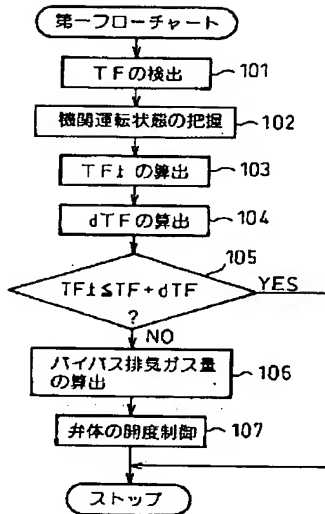 第一フローチャート
TFの検出
101
機関運転状態の把握
102
TFtの算出
103
dTFの算出
104
105
TFt≦TF+dTF
?
YES
NO
バイパス排気ガス量
の算出
106
弁体の開度制御
107
ストップ